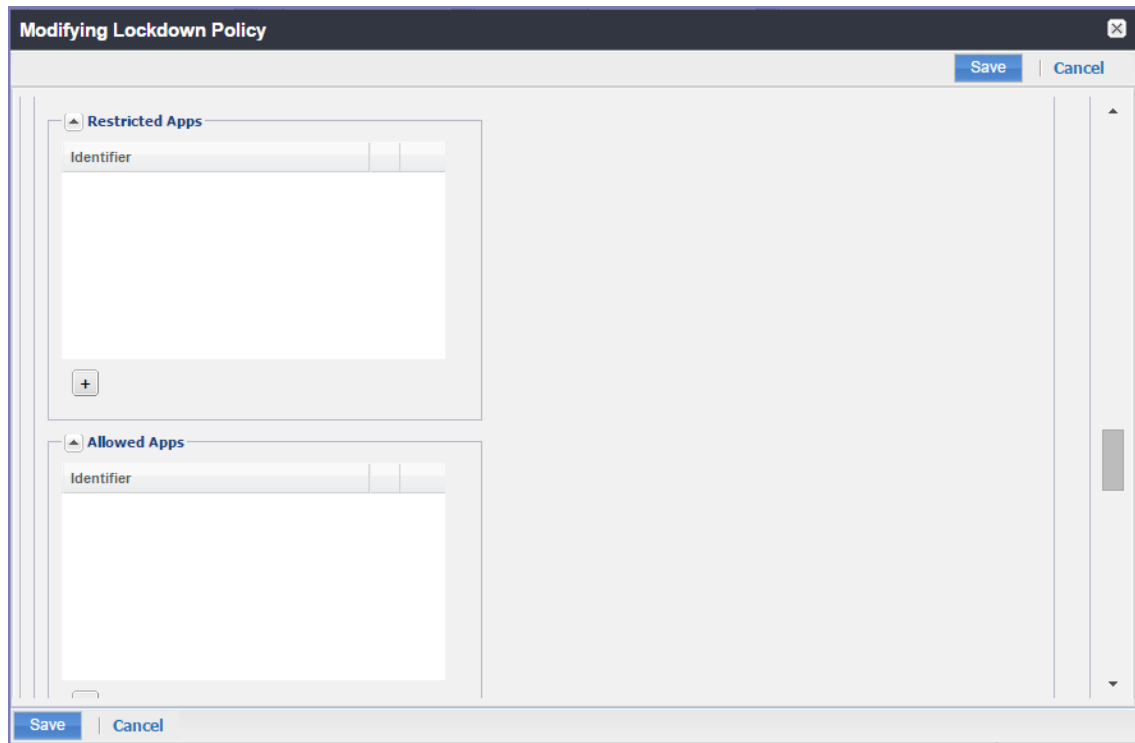 Modifying Lockdown Policy
Save | Cancel
Restricted Apps
Identifier
+
Allowed Apps
Identifier
Save | Cancel